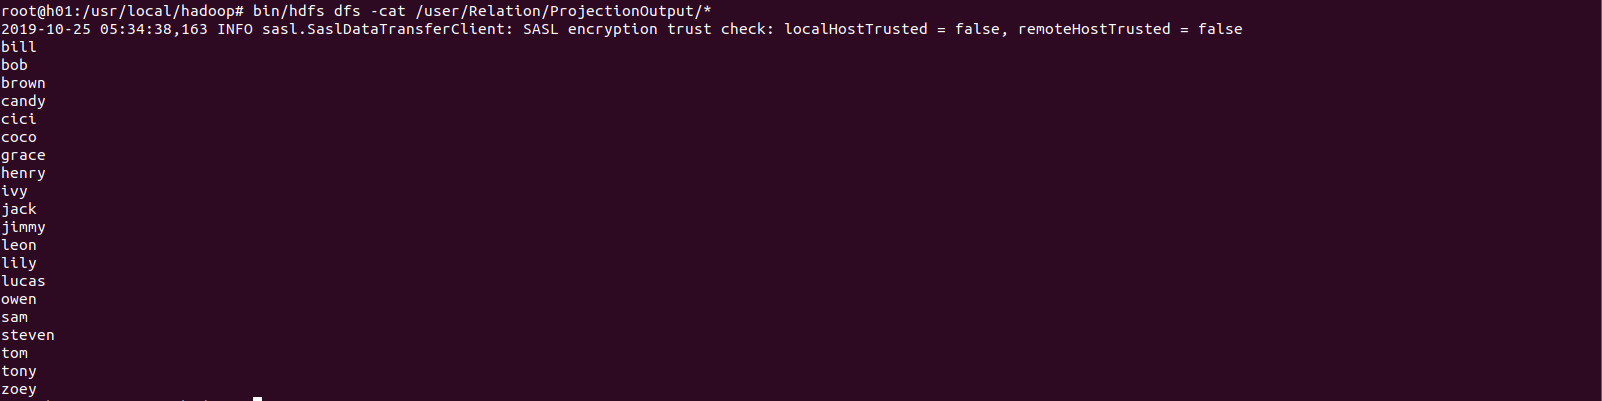 root@h01:/usr/local/hadoop# bin/hdfs dfs -cat /user/Relation/ProjectionOutput/*
2019-10-25 05:34:38,163 INFO sasl.SaslDataTransferClient: SASL encryption trust check: localHostTrusted = false, remoteHostTrusted = false
bill
bob
brown
candy
cici
coco
grace
henry
ivy
jack
jimmy
leon
lily
lucas
owen
sam
steven
tom
tony
zoey